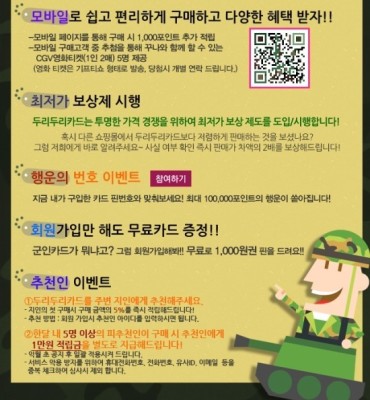 모바일로 쉽고 편리하게 구매하고 다양한 혜택 받자!!
-모바일 페이지를 통해 구매 시 1,000포인트 추가 적립
-모바일 구매고객 중 추첨을 통해 꾸나와 함께 할 수 있는
CGV영화티켓(1인 2매) 5명 제공
(영화 티켓은 기프티쇼 형태로 발송, 당첨시 개별 연락 드립니다.)
최저가 보상제 시행
두리두리카드는 투명한 가격 경쟁을 위하여 최저가 보상 제도를 도입/시행합니다!
혹시 다른 쇼핑몰에서 두리두리카드보다 저렴하게 판매하는 것을 보셨나요?
그럼 저희에게 바로 알려주세요~ 사실 여부 확인 즉시 판매가 차액의 2배를 보상해드립니다!
행운의 번호 이벤트 참여하기
지금 내가 구입한 카드 핀번호와 맞춰보세요! 최대 100,000포인트의 행운이 쏟아집니다!
회원가입만 해도 무료카드 증정!!
군인카드가 뭐냐고? 그럼 회원가입해봐!! 무료로 1,000원권 핀을 드려요!!
추천인 이벤트
①두리두리카드를 주변 지인에게 추천해주세요.
- 지인의 첫 구매시 구매 금액의 5%를 즉시 적립해드립니다.
- 추천 방법 : 회원 가입시 추천인 아이디를 입력하시면 됩니다.
②한달 내 5명 이상의 피추천인이 구매 시 추천인에게
1만원 적립금을 별도로 지급해드립니다!
- 익월 초 공지 후 일괄 적용시켜 드립니다.
- 서비스 악용 방지를 위하여 휴대전화번호, 전화번호, 유사ID, 이메일 등을
중복 체크하여 심사시 제외 합니다.